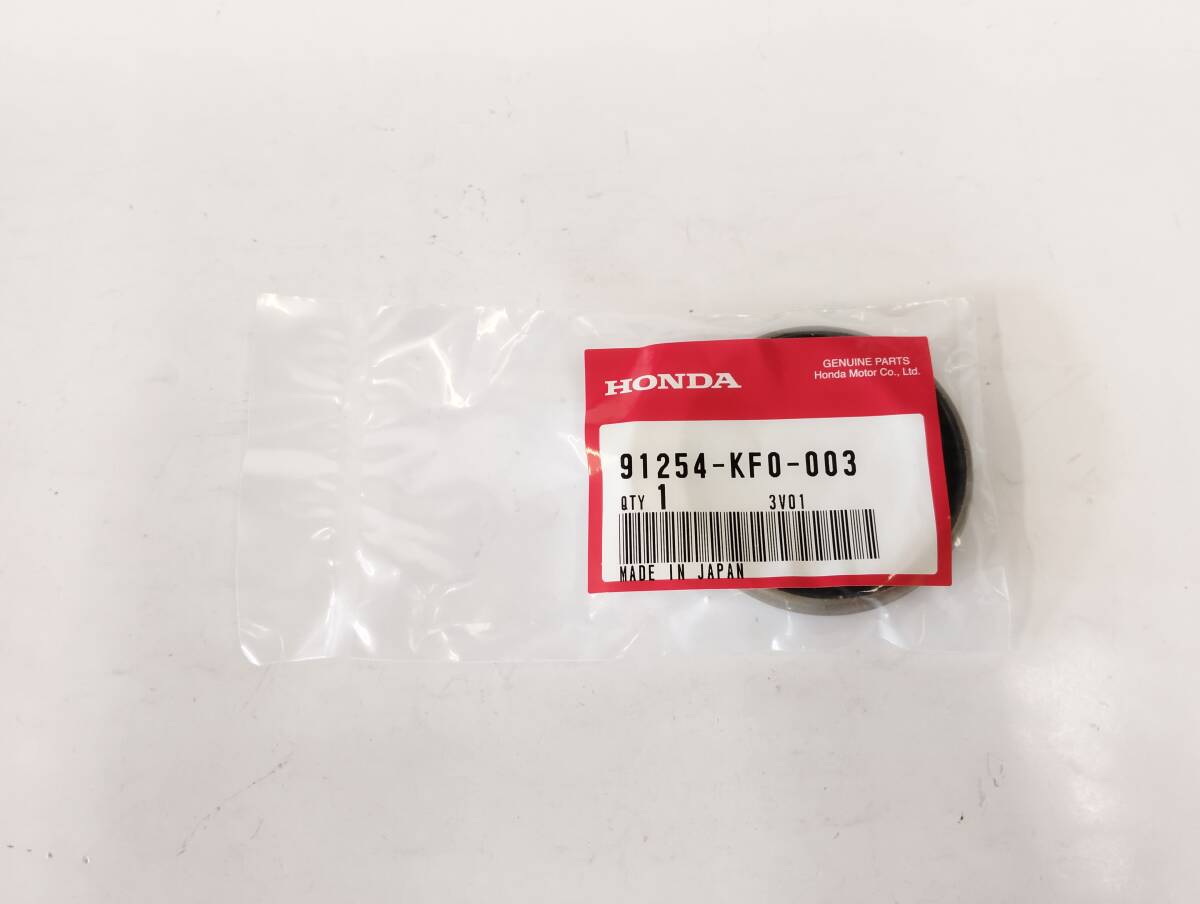 HONDA
GENUINE PARTS
Honda Motor Co., Ltd.
91254-KF0-003
QTY 1 3V01
MADE IN JAPAN